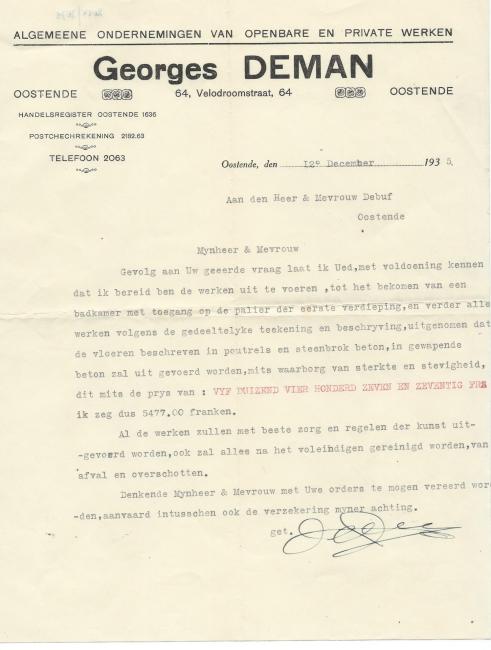 ALGEMEENE ONDERNEMINGEN VAN OPENBARE EN PRIVATE WERKEN
Georges DEMAN
OOSTENDE 64, Velodroomstraat, 64 OOSTENDE
HANDELSREGISTER OOSTENDE 1636
POSTCHECHREKENING 2182.63
TELEFOON 2063
Oostende, den 12e December 1935.
Aan den Heer & Mevrouw Debuf
Oostende
Mynheer & Mevrouw
Gevolg aan Uw geeerde vraag laat ik Ued,met voldoening kennen
dat ik bereid ben de werken uit te voeren ,tot het bekomen van een
badkamer met toegang op de palier der eerste verdieping,en verder alle
werken volgens de gedeeltelyke teekening en beschryving,uitgenomen dat
de vloeren beschreven in poutrels en steenbrok beton,in gewapende
beton zal uit gevoerd worden,mits waarborg van sterkte en stevigheid,
dit mits de prys van : VYF DUIZEND VIER HONDERD ZEVEN EN ZEVENTIG FRS
ik zeg dus 5477.00 franken.
Al de werken zullen met beste zorg en regelen der kunst uit-
-gevoerd worden,ook zal alles na het voleindigen gereinigd worden,van
afval en overschotten.
Denkende Mynheer & Mevrouw met Uwe orders te mogen vereerd wor
-den,aanvaard intusschen ook de verzekering myner achting.
get.